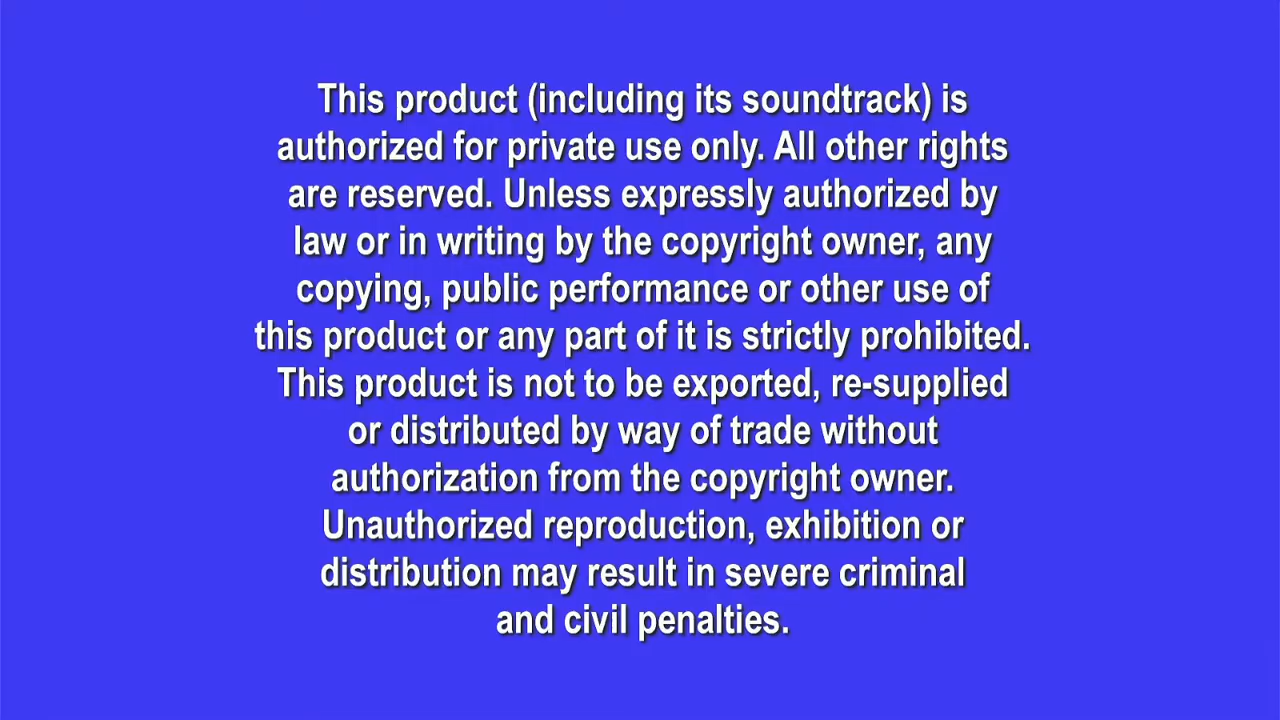 This product (including its soundtrack) is
authorized for private use only. All other rights
are reserved. Unless expressly authorized by
law or in writing by the copyright owner, any
copying, public performance or other use of
this product or any part of it is strictly prohibited.
This product is not to be exported, re-supplied
or distributed by way of trade without
authorization from the copyright owner.
Unauthorized reproduction, exhibition or
distribution may result in severe criminal
and civil penalties.